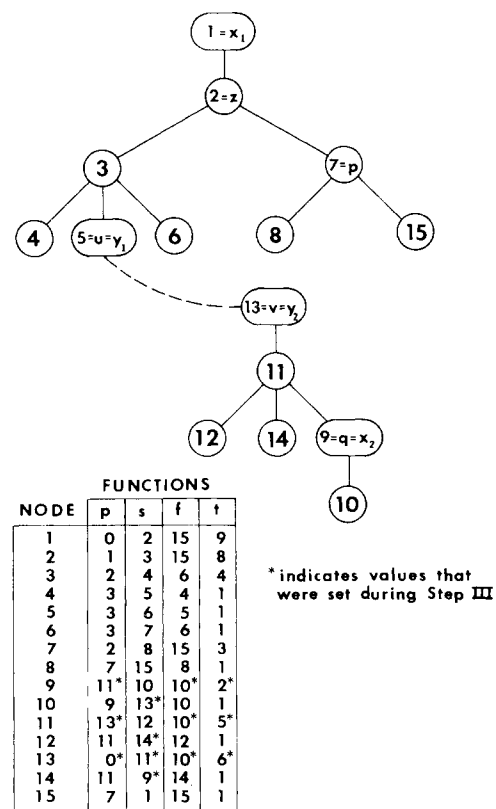 1 = x₁
2=z
3
7=p
4
5=u=y₁
6
8
15
13=v=y₂
11
12
14
9=q=x₂
10
FUNCTIONS
NODE p s f t
1 0 2 15 9
2 1 3 15 8
3 2 4 6 4
4 3 5 4 1
5 3 6 5 1
6 3 7 6 1
7 2 8 15 3
8 7 15 8 1
9 11* 10 10* 2*
10 9 13* 10 1
11 13* 12 10* 5*
12 11 14* 12 1
13 0* 11* 10* 6*
14 11 9* 14 1
15 7 1 15 1
*indicates values that
were set during Step III